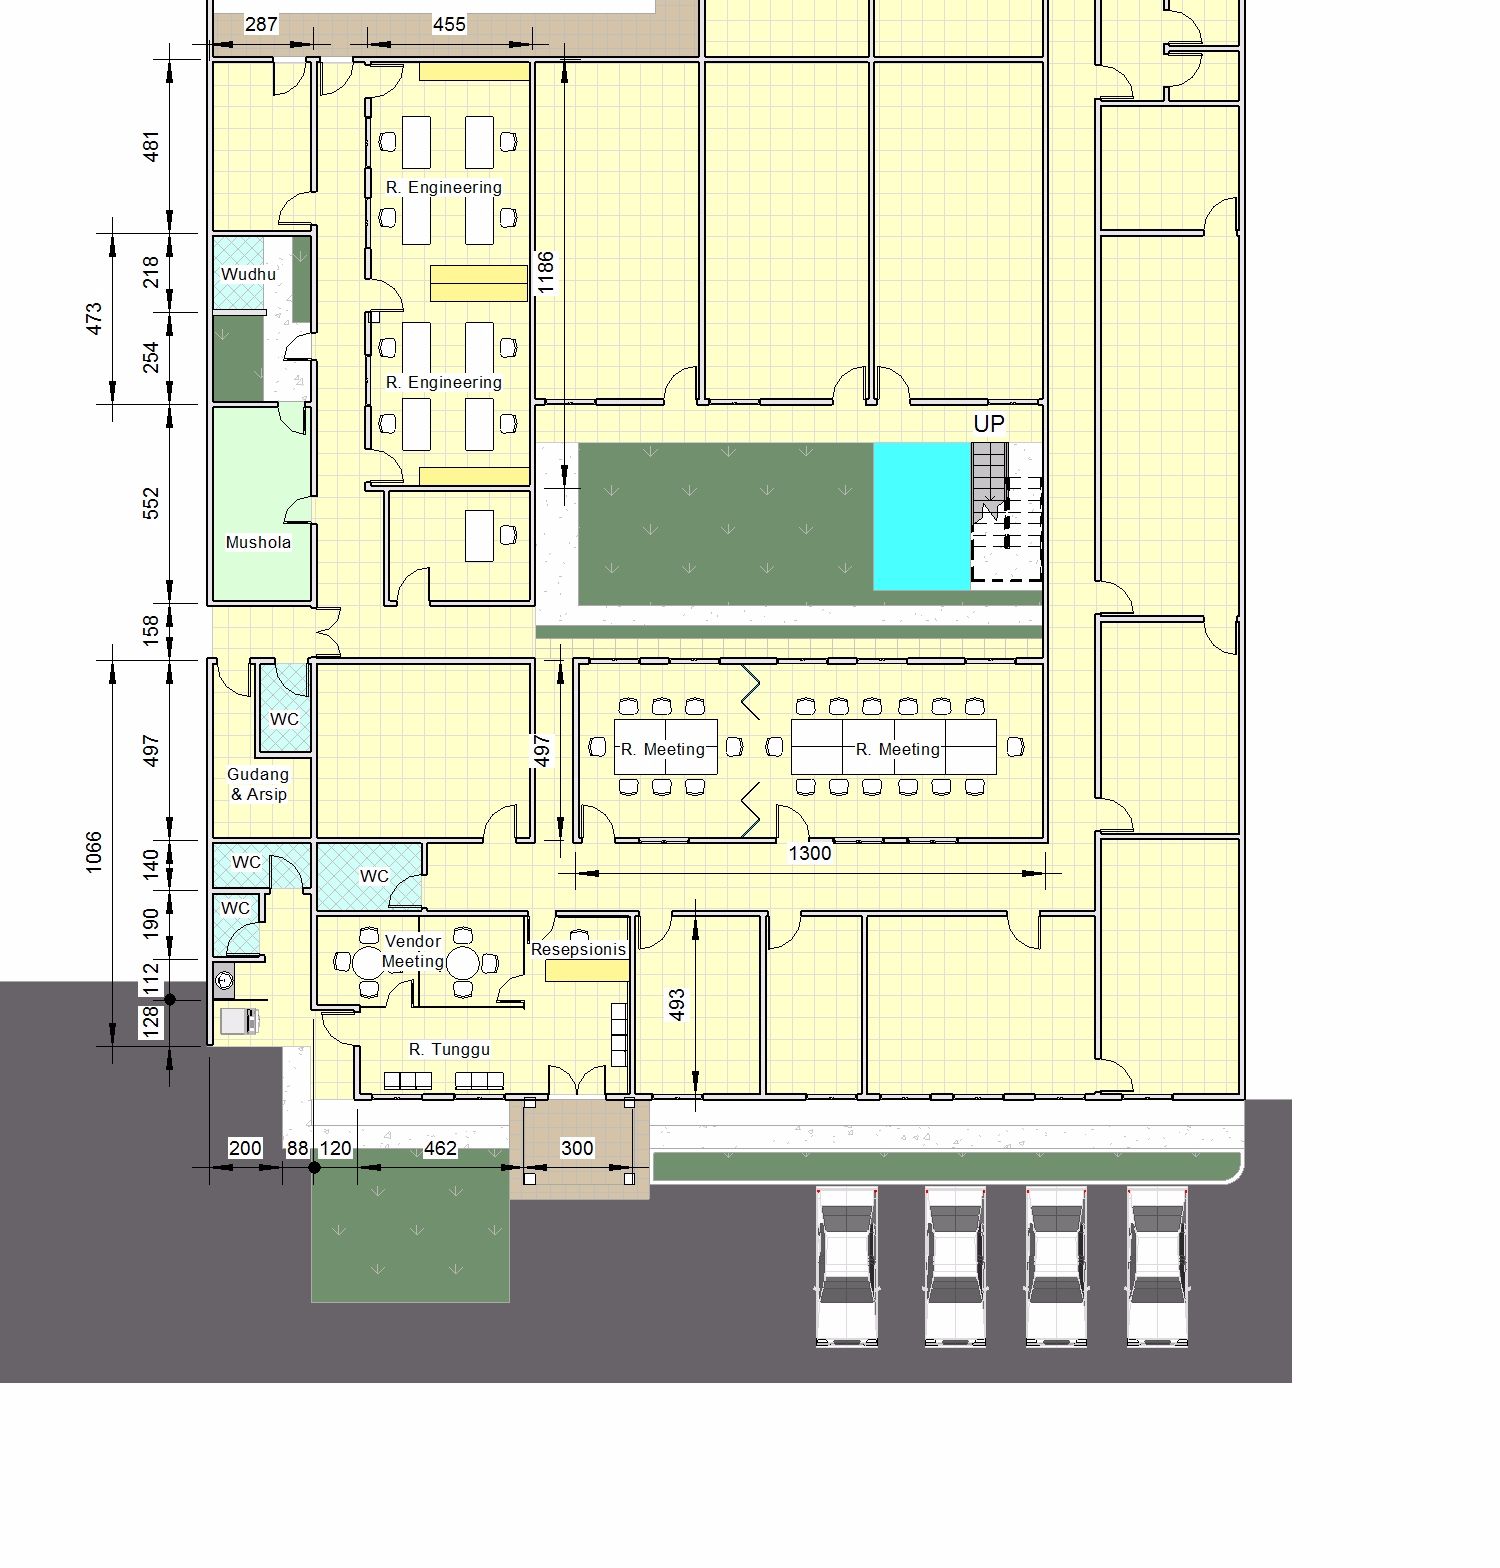 287
455
481
R. Engineering
Wudhu
218
1186
473
254
R. Engineering
UP
552
Mushola
158
WC
497
497
R. Meeting
R. Meeting
Gudang
& Arsip
1066
140
WC
WC
1300
WC
190
Vendor
Meeting
Resepsionis
112
493
128
R. Tunggu
200
88
120
462
300